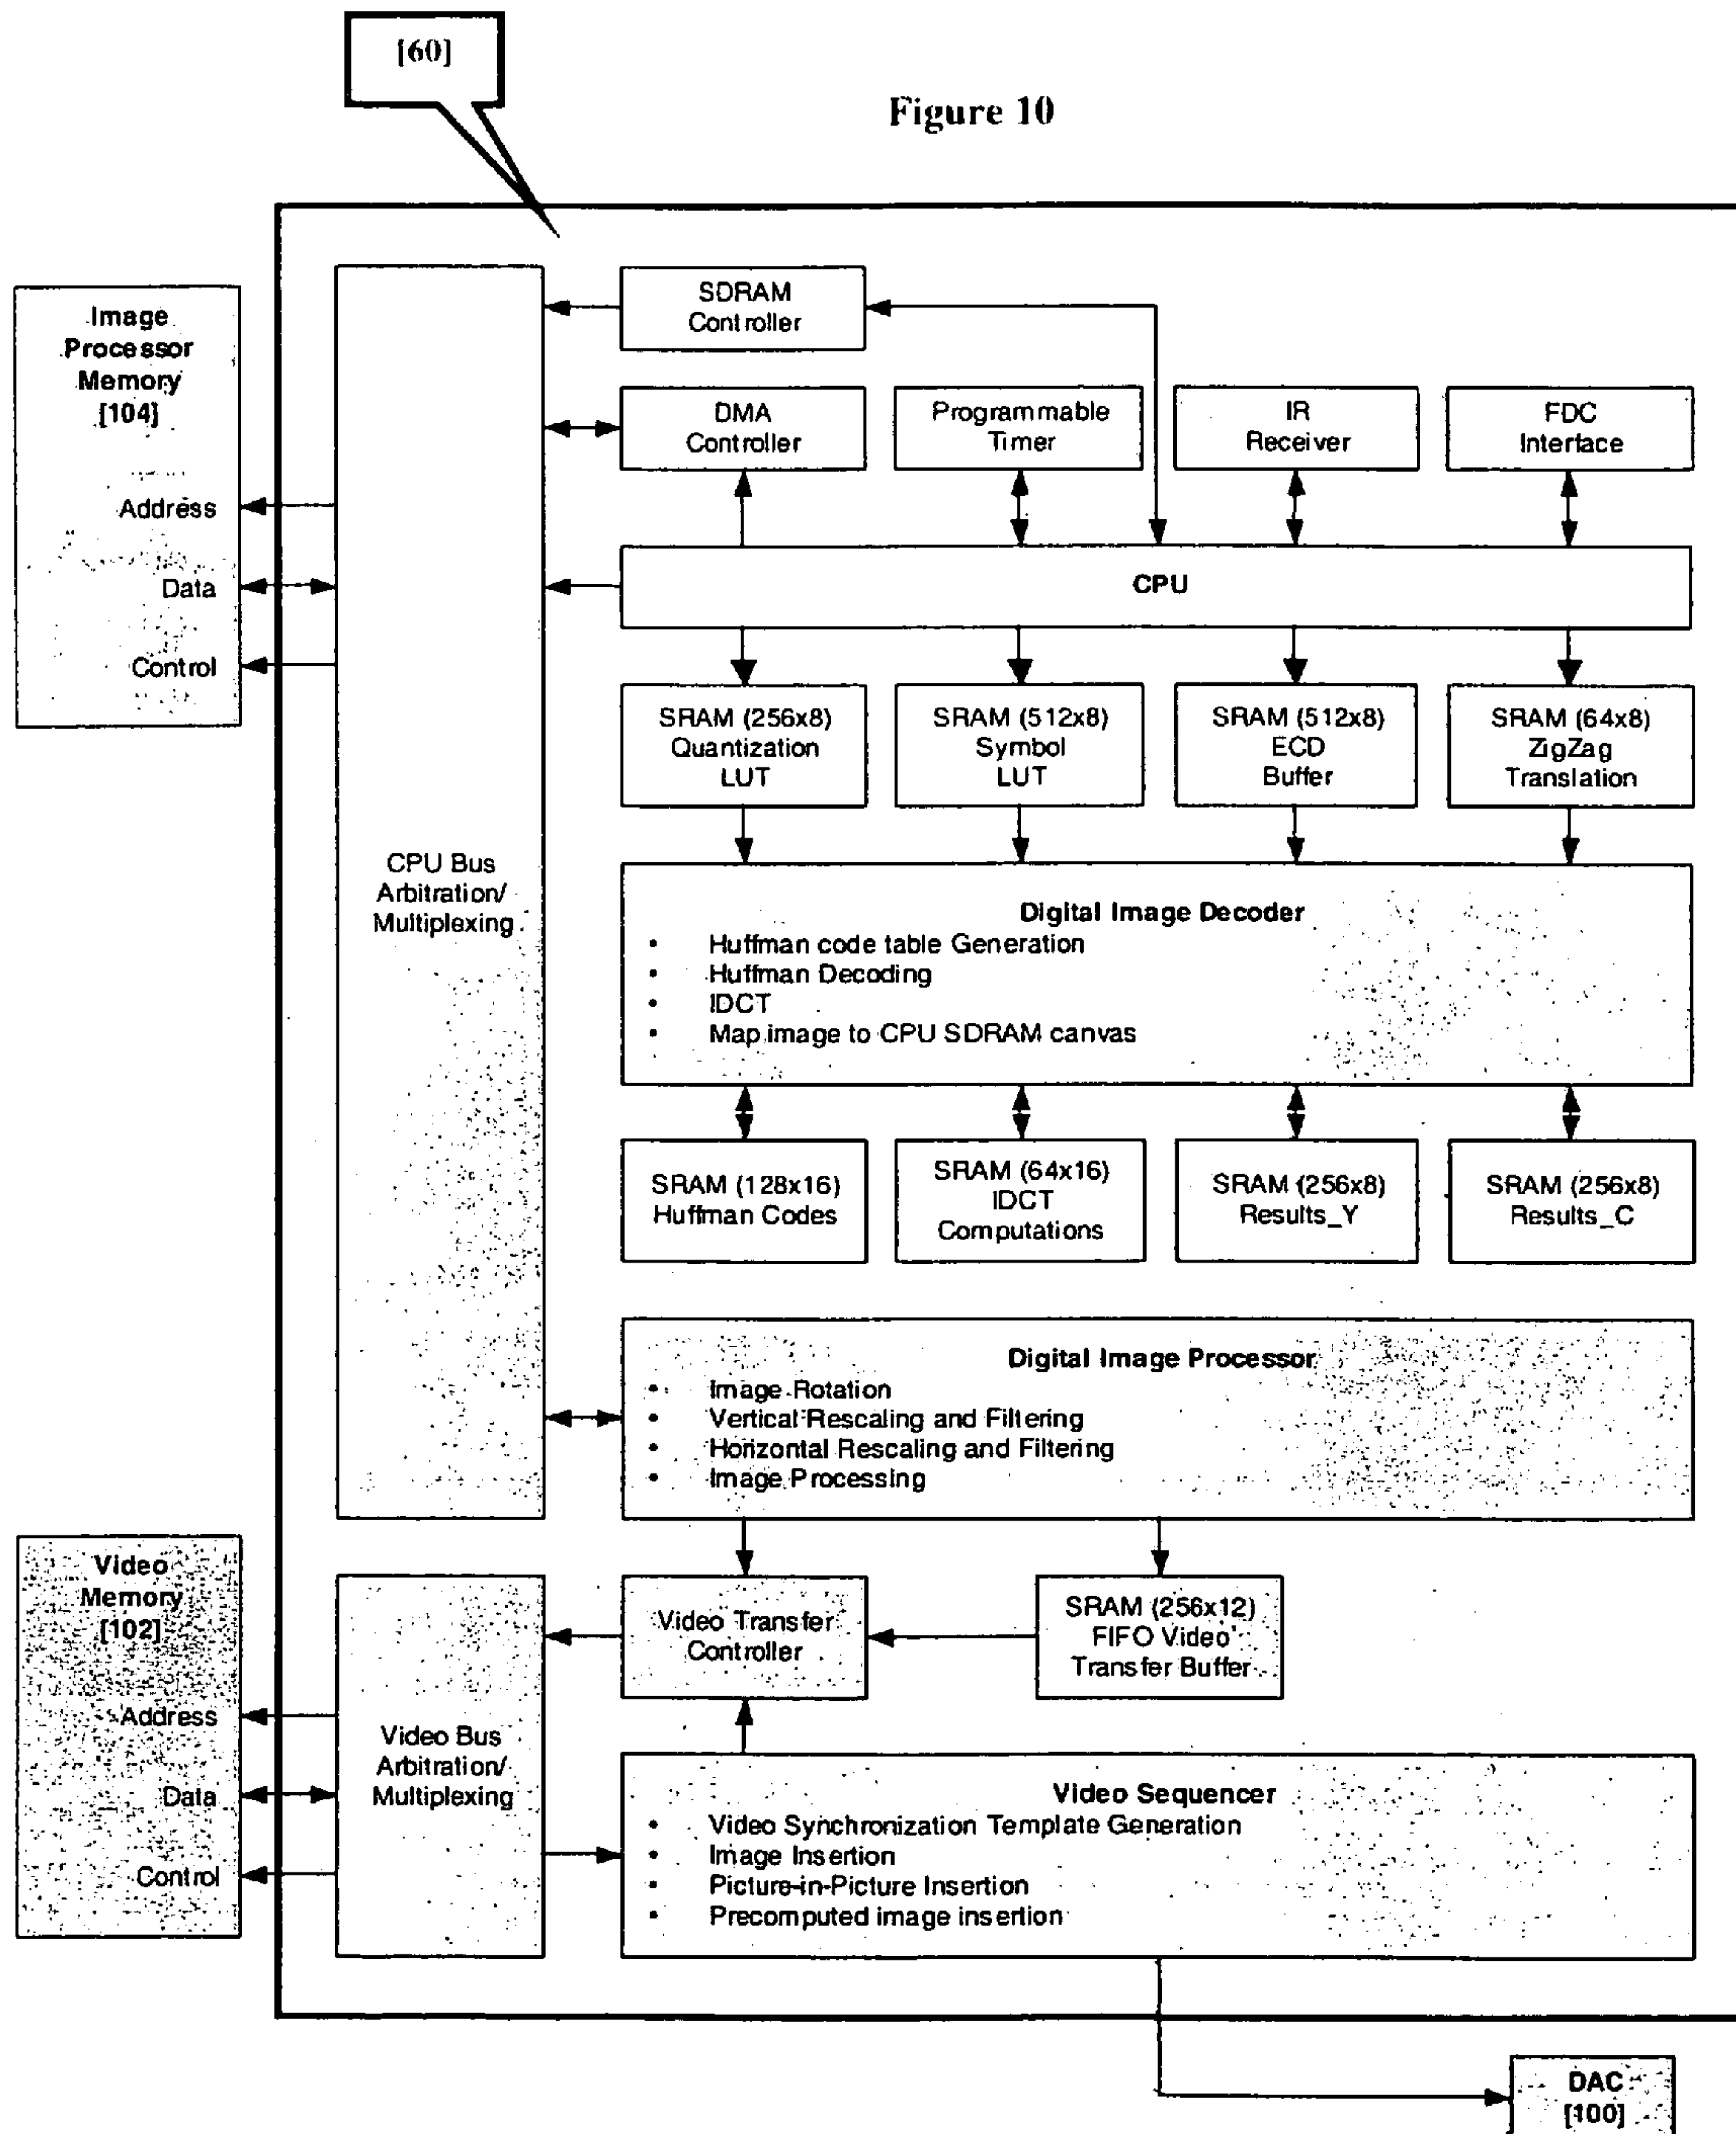 [60]
Figure 10
Image
Processor
Memory
[104]
Address
Data
Control
CPU Bus
Arbitration/
Multiplexing
SDRAM
Controller
DMA
Controller
Programmable
Timer
IR
Receiver
FDC
Interface
CPU
SRAM (256x8)
Quantization
LUT
SRAM (512x8)
Symbol
LUT
SRAM (512x8)
ECD
Buffer
SRAM (64x8)
ZigZag
Translation
Digital Image Decoder
• Huffman code table Generation
• Huffman Decoding
• IDCT
• Map image to CPU SDRAM canvas
SRAM (128x16)
Huffman Codes
SRAM (64x16)
IDCT
Computations
SRAM (256x8)
Results_Y
SRAM (256x8)
Results_C
Digital Image Processor
• Image Rotation
• Vertical Rescaling and Filtering
• Horizontal Rescaling and Filtering
• Image Processing
Video
Memory
[102]
Address
Data
Control
Video Bus
Arbitration/
Multiplexing
Video Transfer
Controller
SRAM (256x12)
FIFO Video
Transfer Buffer
Video Sequencer
• Video Synchronization Template Generation
• Image Insertion
• Picture-in-Picture Insertion
• Precomputed image insertion
DAC
[100]